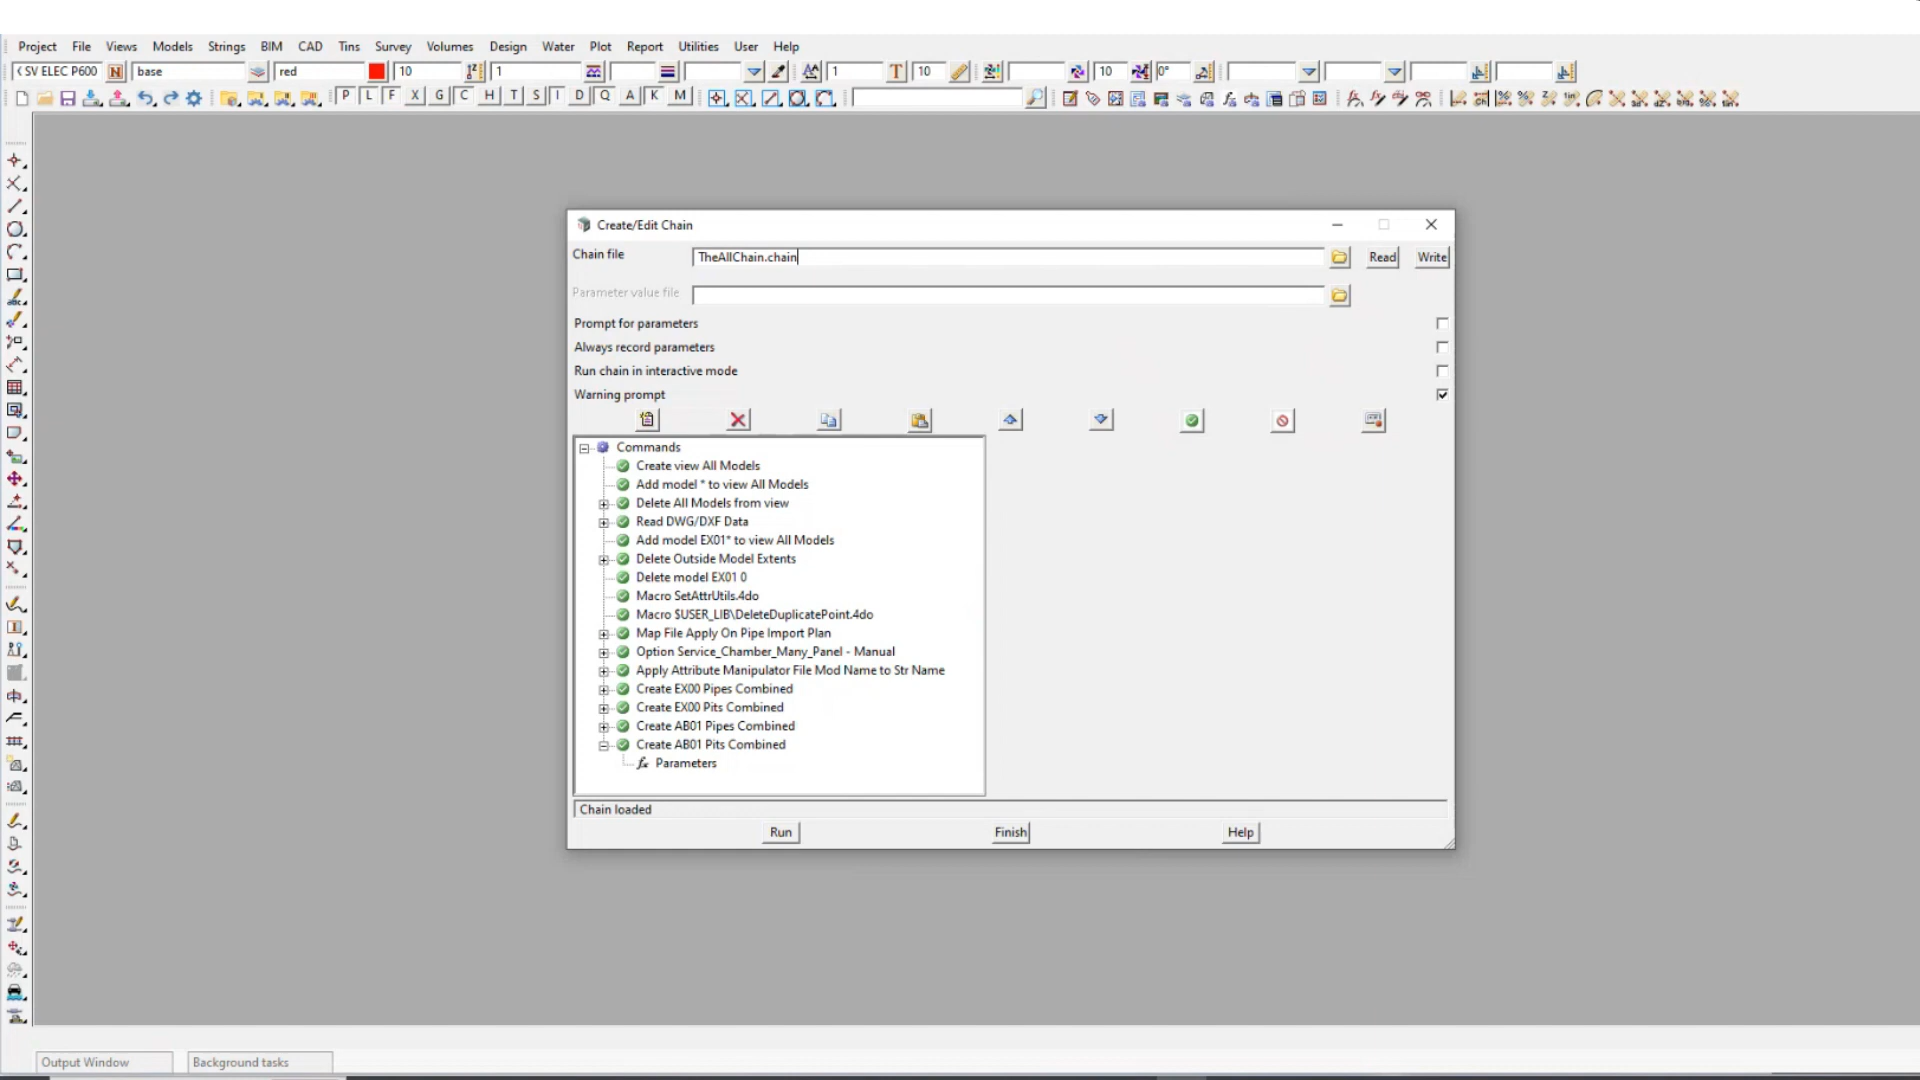 Project File Views Models Strings BIM CAD Tins Survey Volumes Design Water Plot Report Utilities User Help
SV ELEC P600 N base red 10 1 1 T 10 10 0°
P L F X G C H T S I D Q A K M
Create/Edit Chain
Chain file TheAllChain.chain Read Write
Parameter value file
Prompt for parameters
Always record parameters
Run chain in interactive mode
Warning prompt
Commands
Create view All Models
Add model * to view All Models
Delete All Models from view
Read DWG/DXF Data
Add model EX01* to view All Models
Delete Outside Model Extents
Delete model EX01 0
Macro SetAttrUtils.4do
Macro $USER_LIB\DeleteDuplicatePoint.4do
Map File Apply On Pipe Import Plan
Option Service_Chamber_Many_Panel - Manual
Apply Attribute Manipulator File Mod Name to Str Name
Create EX00 Pipes Combined
Create EX00 Pits Combined
Create AB01 Pipes Combined
Create AB01 Pits Combined
fx Parameters
Chain loaded
Run Finish Help
Output Window Background tasks